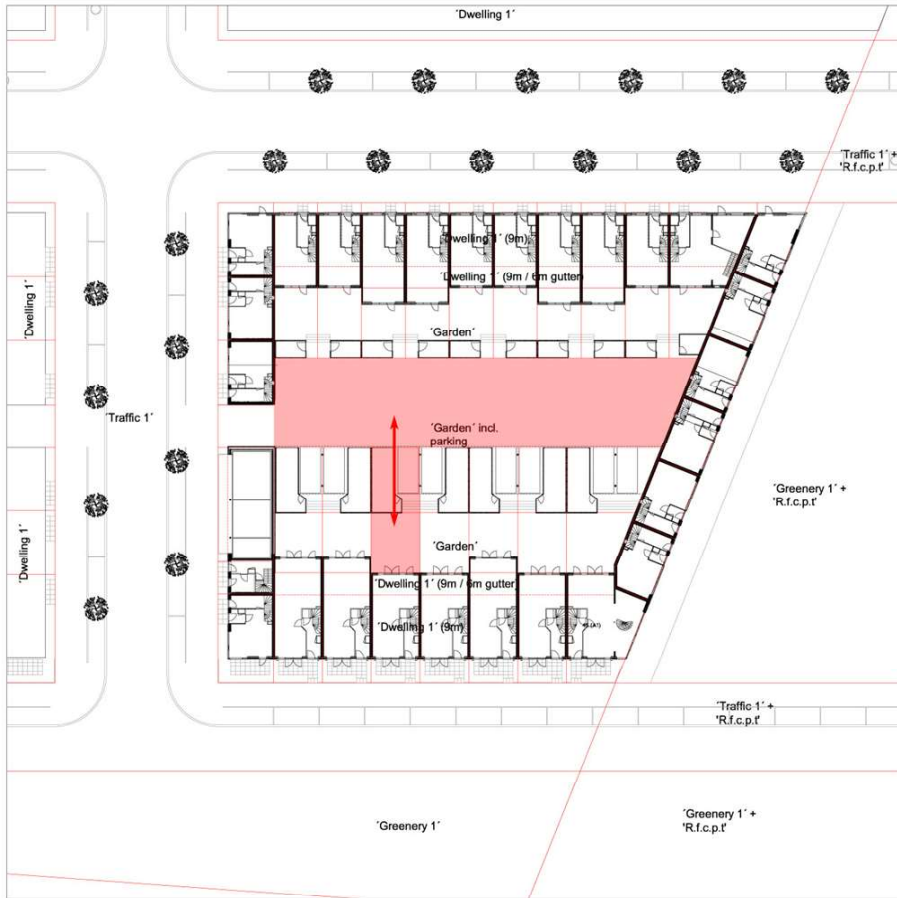 'Dwelling 1'
'Traffic 1' +
'R.f.c.p.t'
'Dwelling 1' (9m)
'Dwelling 1' (9m / 6m gutter
'Dwelling 1'
'Garden'
'Traffic 1'
'Garden' incl.
parking
'Greenery 1' +
'R.f.c.p.t'
'Dwelling 1'
'Garden'
'Dwelling 1' (9m / 6m gutter
'Dwelling 1' (9m)
'Traffic 1' +
'R.f.c.p.t'
'Greenery 1'
'Greenery 1' +
'R.f.c.p.t'